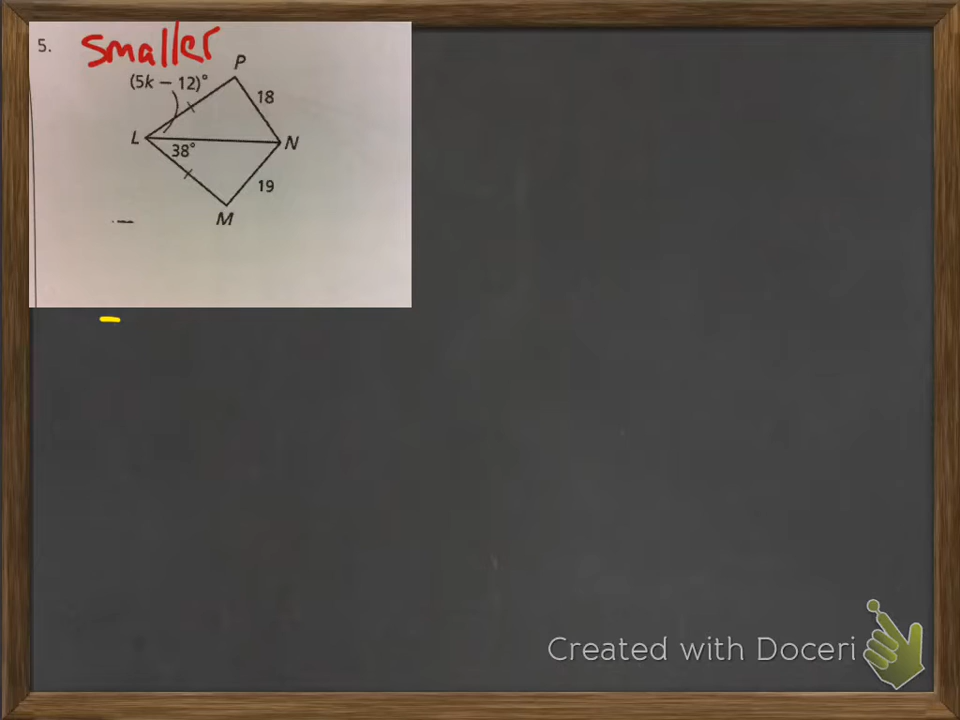 5. smaller
P
(5k − 12)°
18
L
N
38°
19
M
Created with Doceri